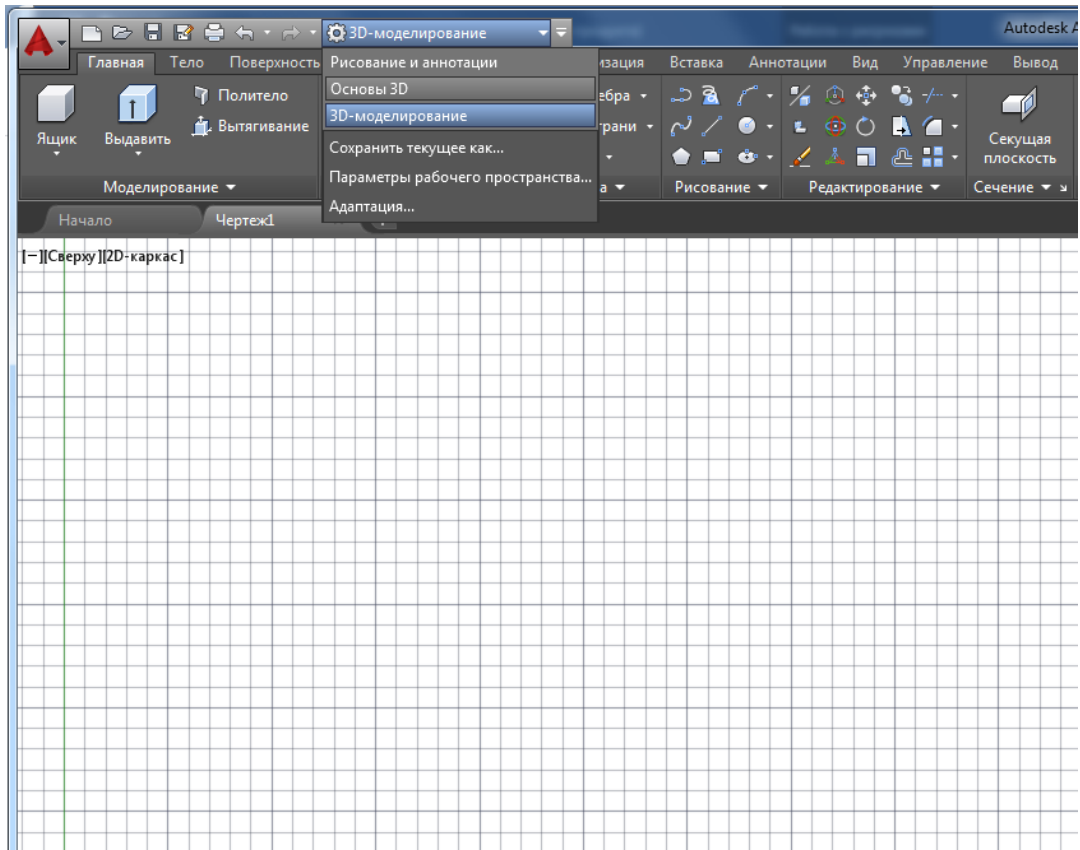 3D-моделирование
Autodesk A
Главная Тело Поверхность изация Вставка Аннотации Вид Управление Вывод
Рисование и аннотации
Основы 3D
3D-моделирование
Сохранить текущее как...
Параметры рабочего пространства...
Адаптация...
Ящик
Выдавить
Политело
Вытягивание
ебра
грани
Секущая
плоскость
Моделирование а Рисование Редактирование Сечение
Начало Чертеж1
[−][Сверху][2D-каркас]